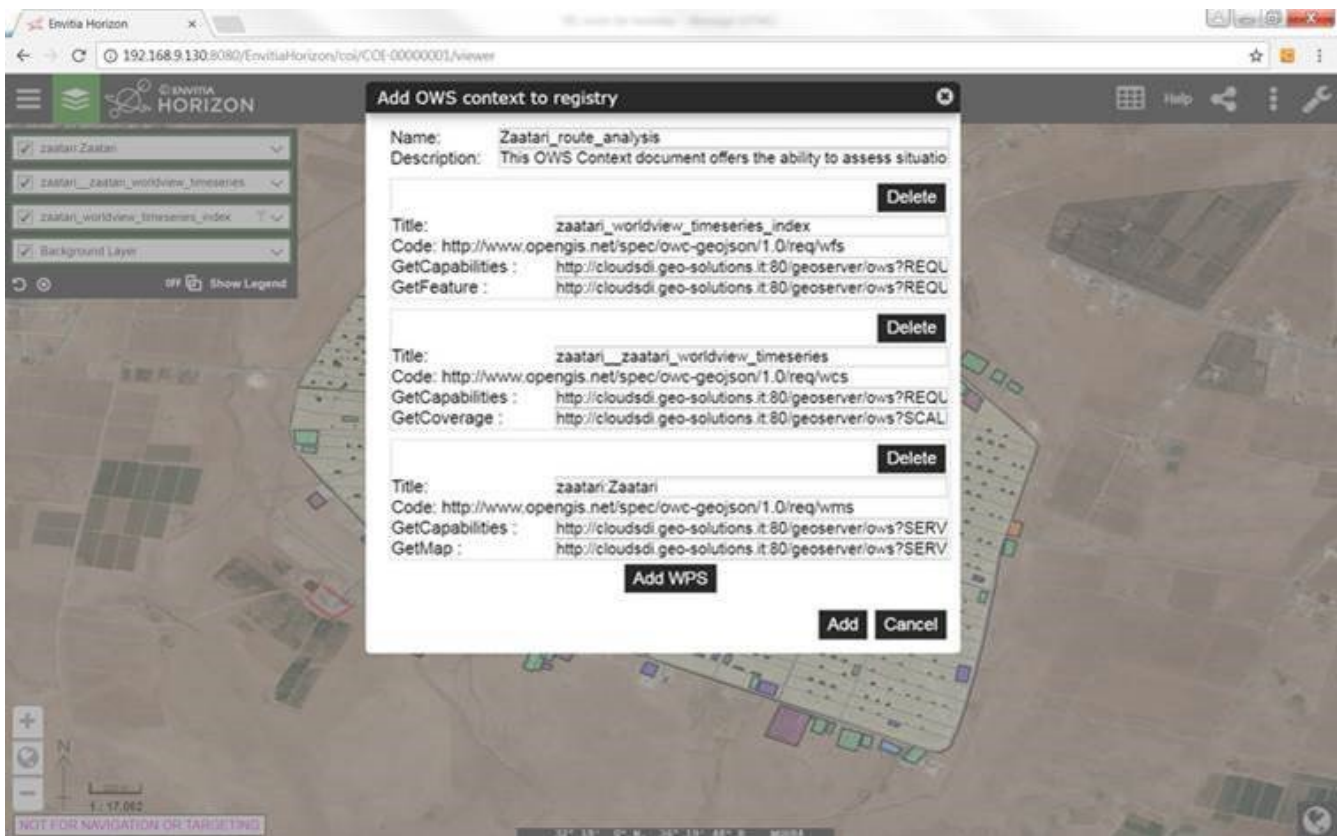 Envitia Horizon
192.168.9.130:8080/EnvitiaHorizon/coi/COI-00000001/viewer
© ENVITIA
HORIZON
Help
Add OWS context to registry
zaatari:Zaatari
zaatari__zaatari_worldview_timeseries
zaatari_worldview_timeseries_index
Background Layer
OFF Show Legend
Name: Zaatari_route_analysis
Description: This OWS Context document offers the ability to assess situatio
Delete
Title: zaatari_worldview_timeseries_index
Code: http://www.opengis.net/spec/owc-geojson/1.0/req/wfs
GetCapabilities : http://cloudsdi.geo-solutions.it:80/geoserver/ows?REQU
GetFeature : http://cloudsdi.geo-solutions.it:80/geoserver/ows?REQU
Delete
Title: zaatari__zaatari_worldview_timeseries
Code: http://www.opengis.net/spec/owc-geojson/1.0/req/wcs
GetCapabilities : http://cloudsdi.geo-solutions.it:80/geoserver/ows?REQU
GetCoverage : http://cloudsdi.geo-solutions.it:80/geoserver/ows?SCAL
Delete
Title: zaatari:Zaatari
Code: http://www.opengis.net/spec/owc-geojson/1.0/req/wms
GetCapabilities : http://cloudsdi.geo-solutions.it:80/geoserver/ows?SERV
GetMap : http://cloudsdi.geo-solutions.it:80/geoserver/ows?SERV
Add WPS
Add Cancel
N
1 : 17,002
NOT FOR NAVIGATION OR TARGETING